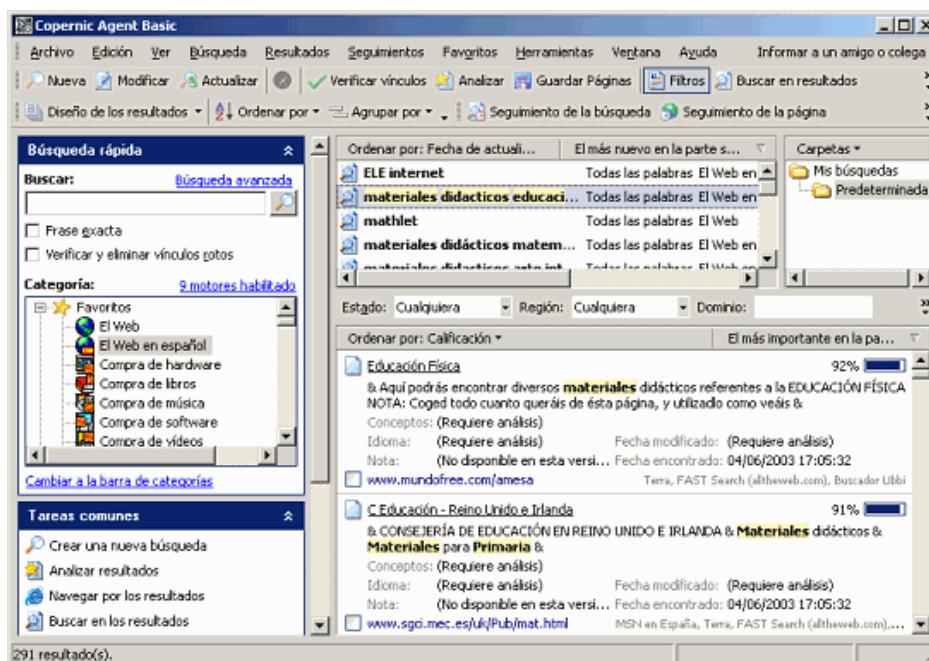 Copernic Agent Basic
Archivo Edición Ver Búsqueda Resultados Seguimientos Favoritos Herramientas Ventana Ayuda Informar a un amigo o colega
Nueva Modificar Actualizar Verificar vínculos Analizar Guardar Páginas Filtros Buscar en resultados
Diseño de los resultados Ordenar por Agrupar por Seguimiento de la búsqueda Seguimiento de la página
Búsqueda rápida
Buscar: Búsqueda avanzada
Frase exacta
Verificar y eliminar vínculos rotos
Categoría: 9 motores habilitado
Favoritos
El Web
El Web en español
Compra de hardware
Compra de libros
Compra de música
Compra de software
Compra de vídeos
Cambiar a la barra de categorías
Tareas comunes
Crear una nueva búsqueda
Analizar resultados
Navegar por los resultados
Buscar en los resultados
Ordenar por: Fecha de actuali... El más nuevo en la parte s...
ELE internet Todas las palabras El Web en
materiales didacticos educaci... Todas las palabras El Web en
mathlet Todas las palabras El Web
materiales didácticos matem... Todas las palabras El Web en
materiales didacticos arte int Todas las palabras El Web en
Carpetas
Mis búsquedas
Predeterminada
Estado: Cualquiera Región: Cualquiera Dominio:
Ordenar por: Calificación El más importante en la pa...
Educación Física 92%
& Aquí podrás encontrar diversos materiales didácticos referentes a la EDUCACIÓN FÍSICA
NOTA: Coged todo cuanto queráis de ésta página, y utilizadlo como veáis &
Conceptos: (Requiere análisis)
Idioma: (Requiere análisis) Fecha modificado: (Requiere análisis)
Nota: (No disponible en esta versi... Fecha encontrado: 04/06/2003 17:05:32
www.mundofree.com/amesa Terra, FAST Search (alltheweb.com), Buscador Ubbi
C.Educación - Reino Unido e Irlanda 91%
& CONSEJERÍA DE EDUCACIÓN EN REINO UNIDO E IRLANDA & Materiales didácticos &
Materiales para Primaria &
Conceptos: (Requiere análisis)
Idioma: (Requiere análisis) Fecha modificado: (Requiere análisis)
Nota: (No disponible en esta versi... Fecha encontrado: 04/06/2003 17:05:32
www.sgci.mec.es/uk/Pub/mat.html MSN en España, Terra, FAST Search (alltheweb.com),...
291 resultado(s).